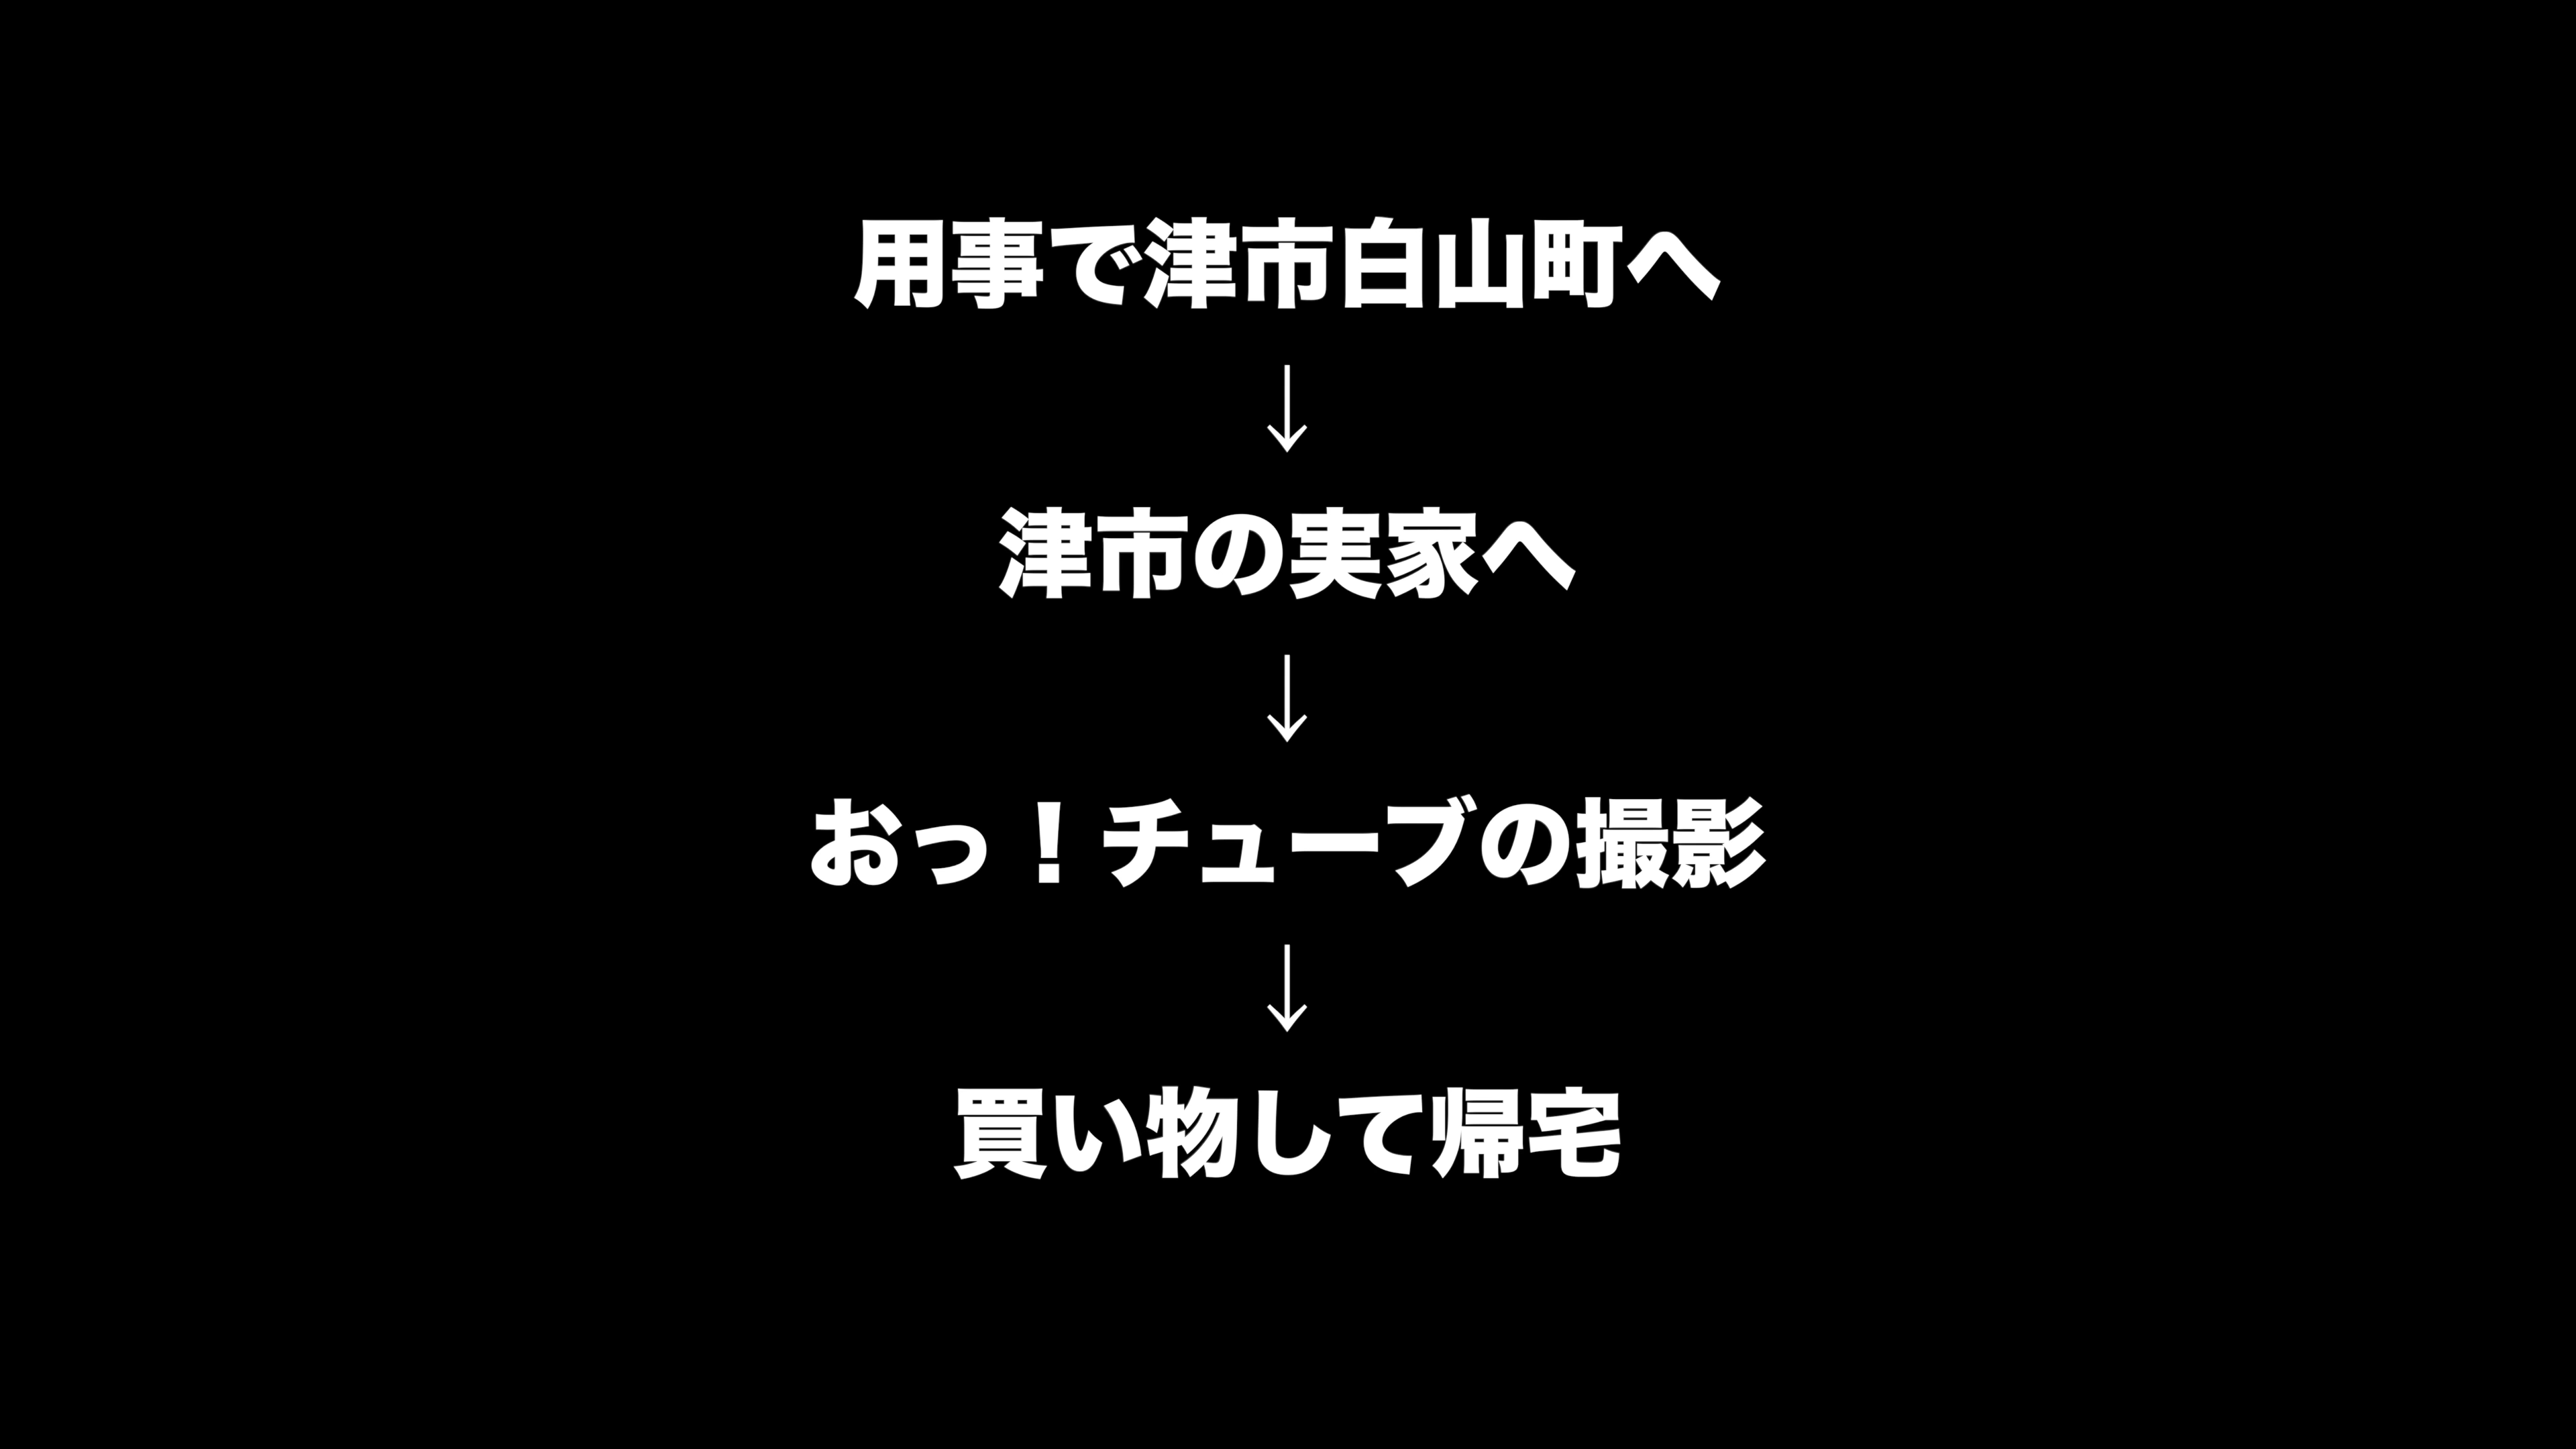 用事で津市白山町へ
↓
津市の実家へ
↓
おっ！チューブの撮影
↓
買い物して帰宅